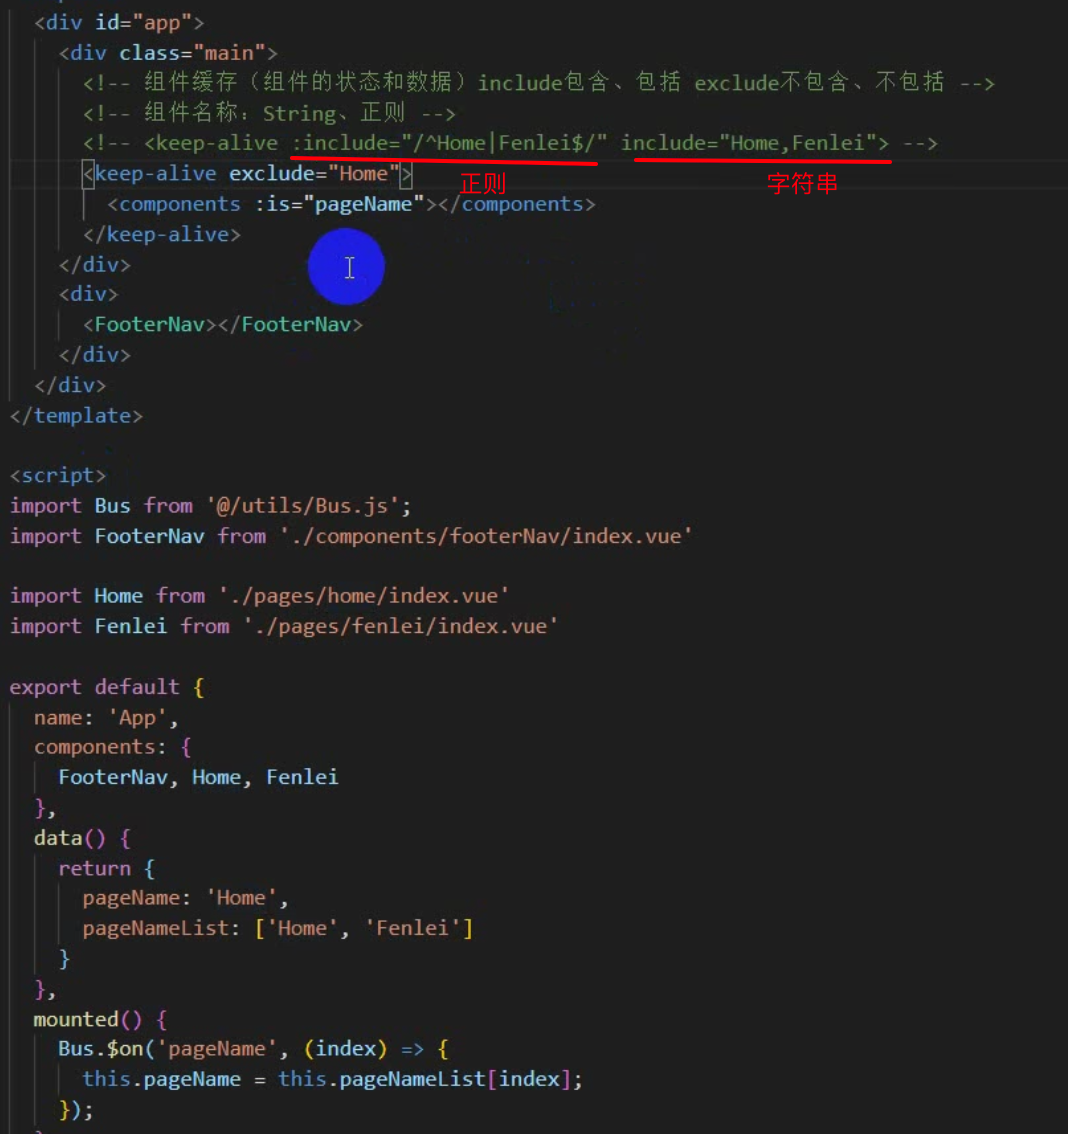 <div id="app">
<div class="main">
<!-- 组件缓存（组件的状态和数据）include包含、包括 exclude不包含、不包括 -->
<!-- 组件名称：String、正则 -->
<!-- <keep-alive :include="/^Home|Fenlei$/" include="Home,Fenlei"> -->
<keep-alive exclude="Home">
正则 字符串
<components :is="pageName"></components>
</keep-alive>
</div>
<div>
<FooterNav></FooterNav>
</div>
</div>
</template>
<script>
import Bus from '@/utils/Bus.js';
import FooterNav from './components/footerNav/index.vue'
import Home from './pages/home/index.vue'
import Fenlei from './pages/fenlei/index.vue'
export default {
name: 'App',
components: {
FooterNav, Home, Fenlei
},
data() {
return {
pageName: 'Home',
pageNameList: ['Home', 'Fenlei']
}
},
mounted() {
Bus.$on('pageName', (index) => {
this.pageName = this.pageNameList[index];
});